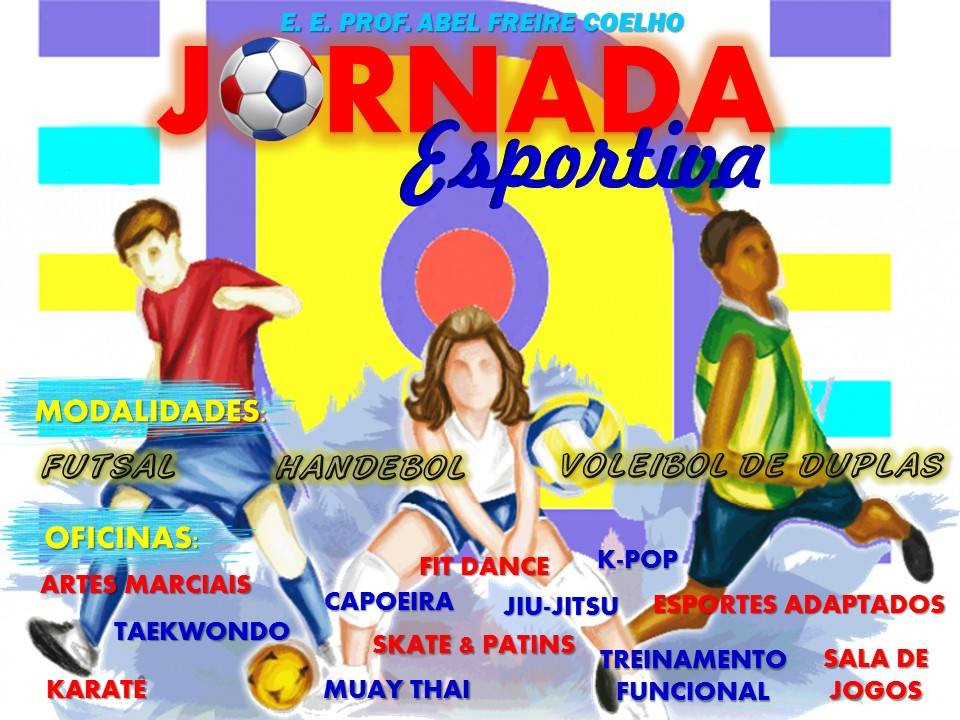 E. E. PROF. ABEL FREIRE COELHO
JORNADA
Esportiva
MODALIDADES:
FUTSAL HANDEBOL VOLEIBOL DE DUPLAS
OFICINAS:
FIT DANCE K-POP
ARTES MARCIAIS
CAPOEIRA JIU-JITSU ESPORTES ADAPTADOS
TAEKWONDO
SKATE & PATINS
TREINAMENTO FUNCIONAL
SALA DE JOGOS
KARATÊ MUAY THAI